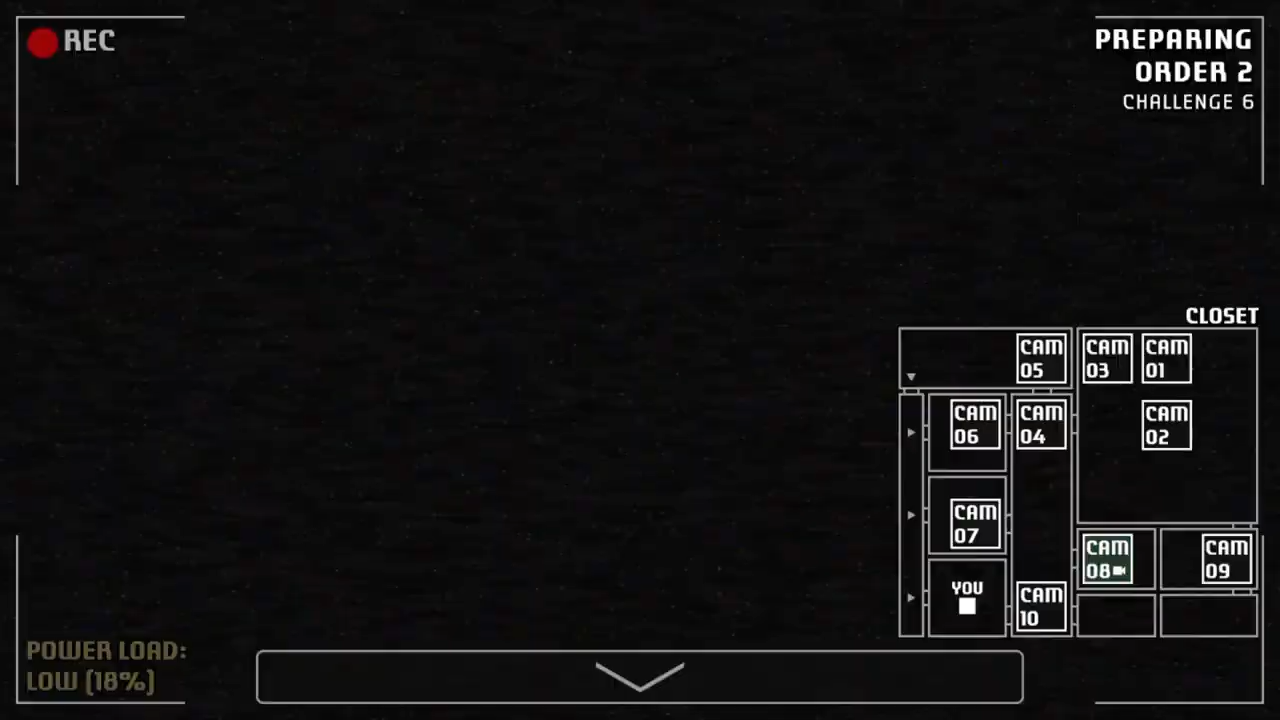 REC
PREPARING
ORDER 2
CHALLENGE 6
CLOSET
CAM
05
CAM
03
CAM
01
CAM
06
CAM
04
CAM
02
CAM
07
CAM
08
CAM
09
YOU
CAM
10
POWER LOAD:
LOW (18%)